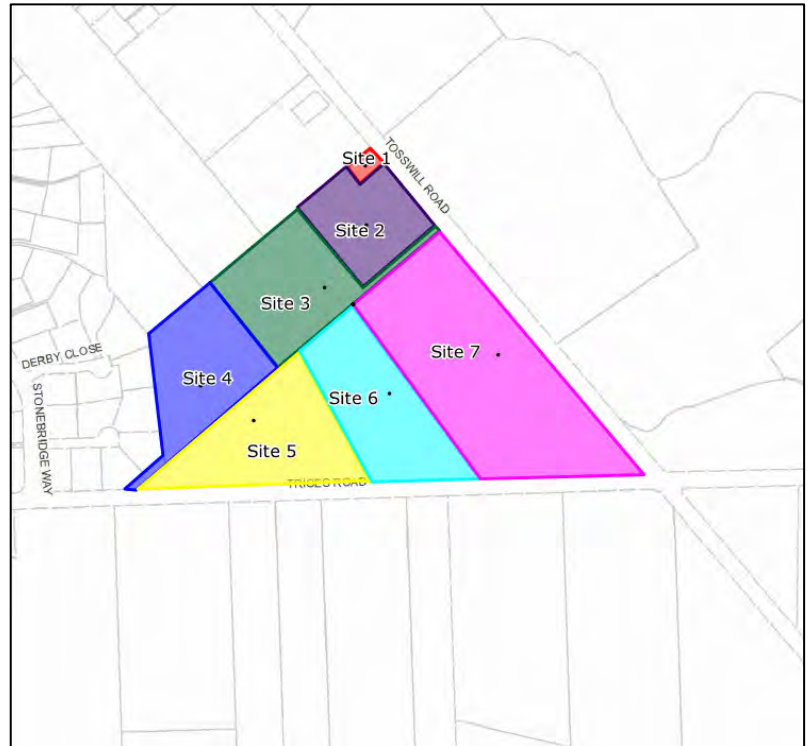 Site 1
TOSSWILL ROAD
Site 2
Site 3
Site 7
DERBY CLOSE
Site 4
Site 6
STONEBRIDGE WAY
Site 5
TRICES ROAD